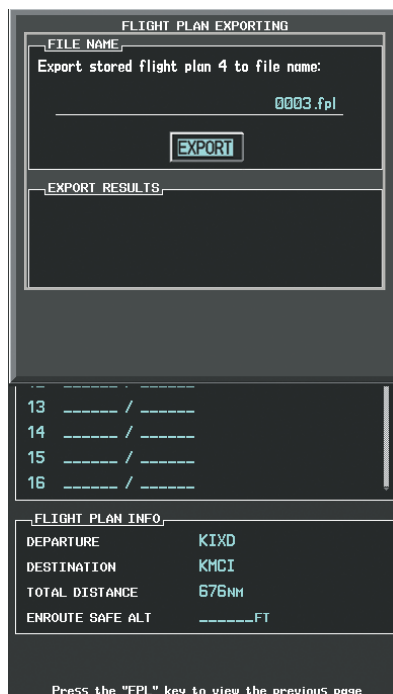 FLIGHT PLAN EXPORTING
FILE NAME
Export stored flight plan 4 to file name:
0003.fpl
EXPORT
EXPORT RESULTS
13 ______ / ______
14 ______ / ______
15 ______ / ______
16 ______ / ______
FLIGHT PLAN INFO
DEPARTURE KIXD
DESTINATION KMCI
TOTAL DISTANCE 676NM
ENROUTE SAFE ALT ______FT
Press the "FPL" key to view the previous page